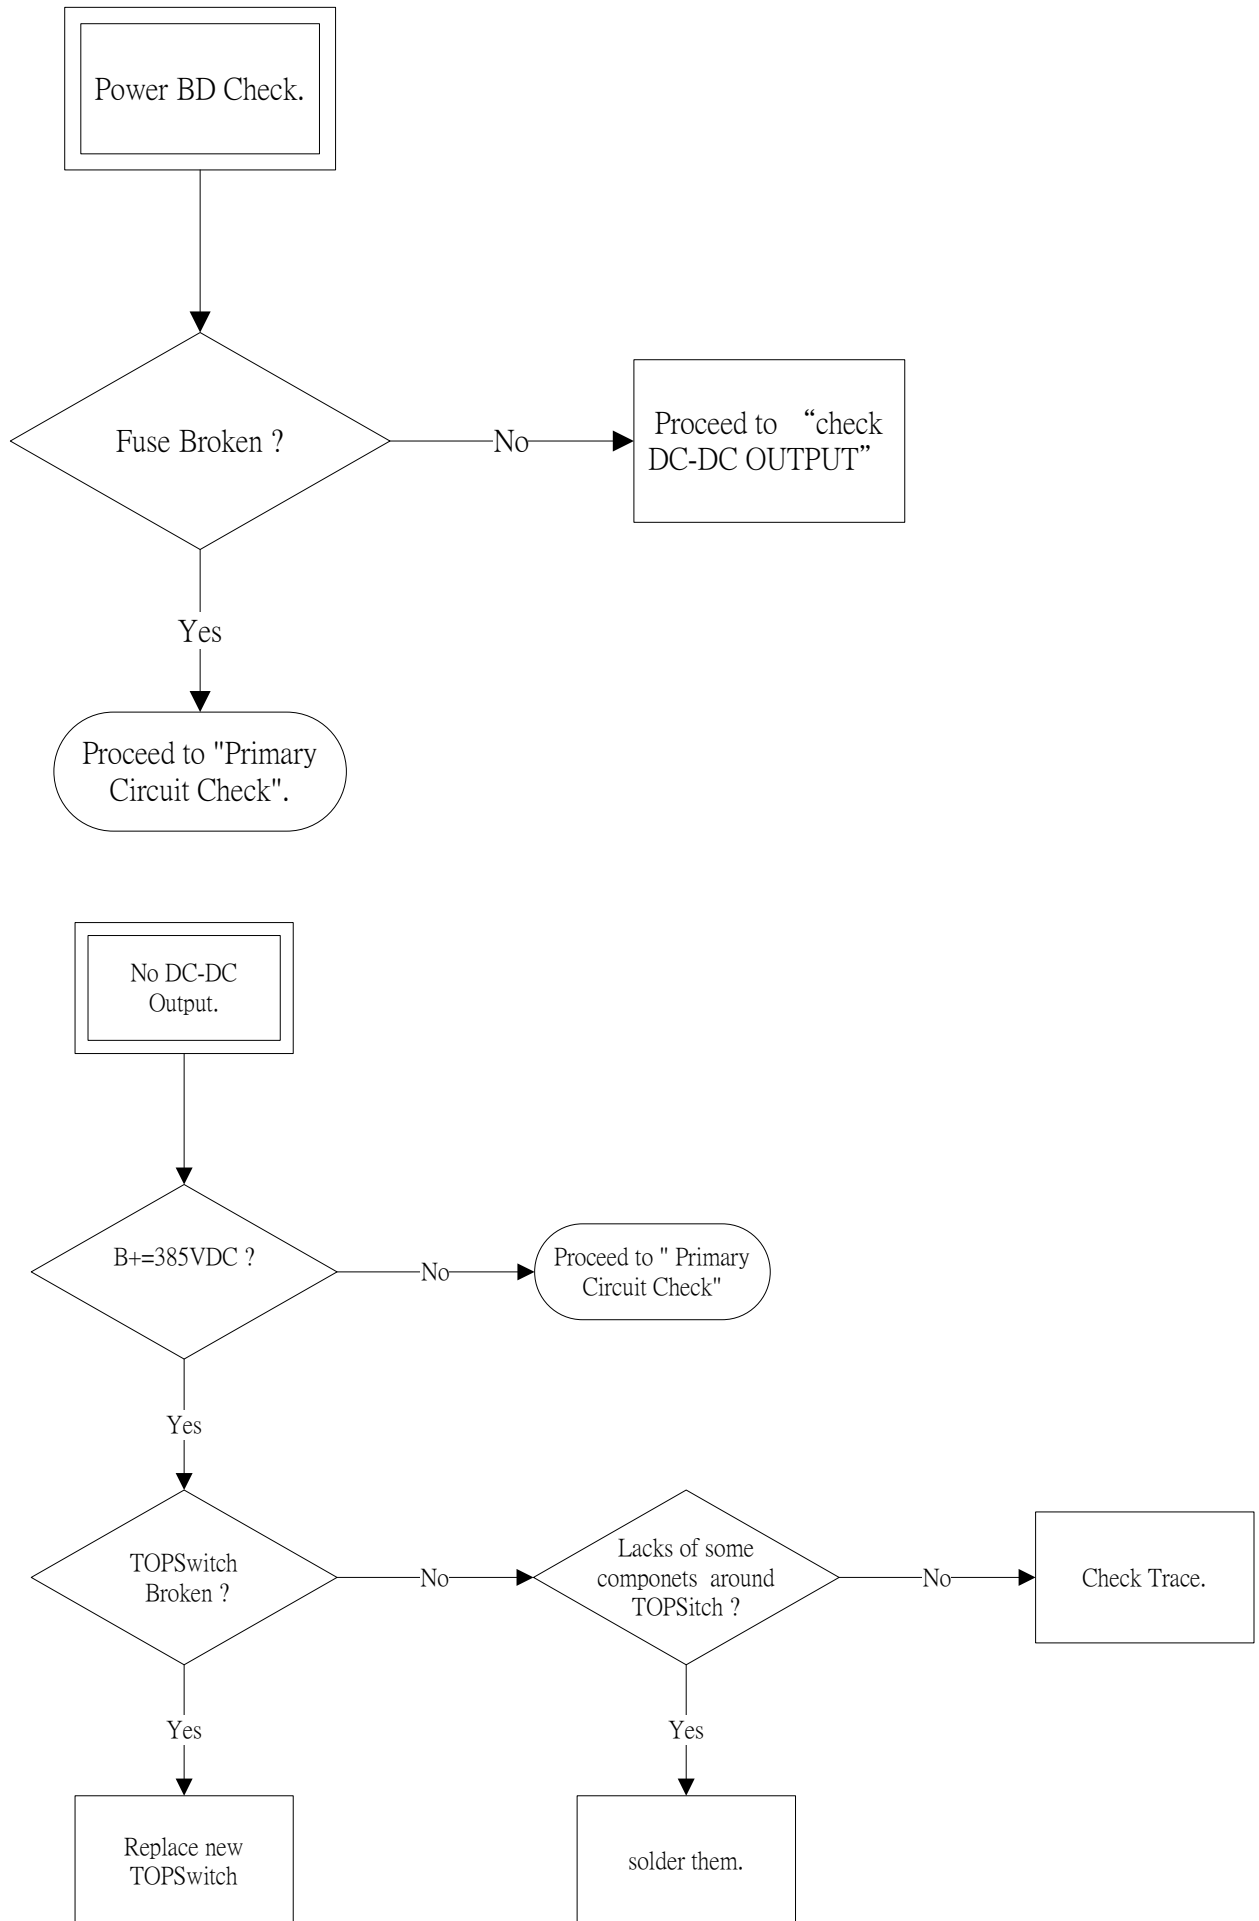 Power BD Check.
Fuse Broken ?
No
Proceed to “check
DC-DC OUTPUT”
Yes
Proceed to "Primary
Circuit Check".
No DC-DC
Output.
B+=385VDC ?
No
Proceed to " Primary
Circuit Check"
Yes
TOPSwitch
Broken ?
No
Lacks of some
componets around
TOPSitch ?
No
Check Trace.
Yes
Yes
Replace new
TOPSwitch
solder them.